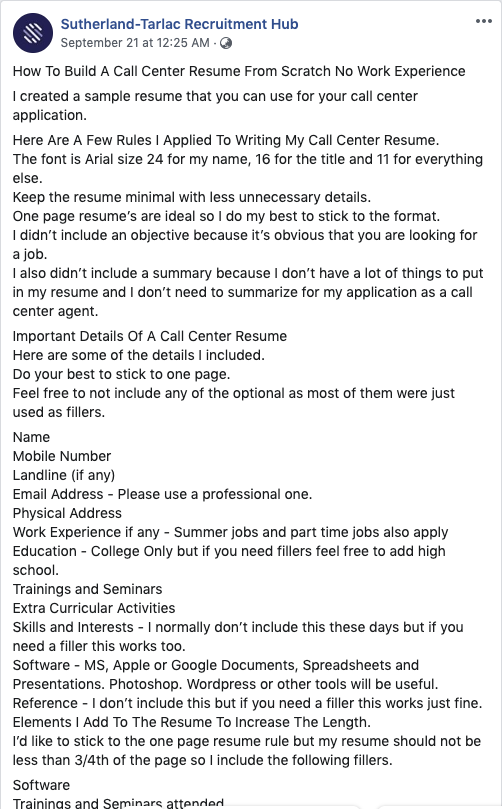 Sutherland-Tarlac Recruitment Hub
September 21 at 12:25 AM ·
How To Build A Call Center Resume From Scratch No Work Experience
I created a sample resume that you can use for your call center
application.
Here Are A Few Rules I Applied To Writing My Call Center Resume.
The font is Arial size 24 for my name, 16 for the title and 11 for everything
else.
Keep the resume minimal with less unnecessary details.
One page resume's are ideal so I do my best to stick to the format.
I didn't include an objective because it's obvious that you are looking for
a job.
I also didn't include a summary because I don't have a lot of things to put
in my resume and I don't need to summarize for my application as a call
center agent.
Important Details Of A Call Center Resume
Here are some of the details I included.
Do your best to stick to one page.
Feel free to not include any of the optional as most of them were just
used as fillers.
Name
Mobile Number
Landline (if any)
Email Address - Please use a professional one.
Physical Address
Work Experience if any - Summer jobs and part time jobs also apply
Education - College Only but if you need fillers feel free to add high
school.
Trainings and Seminars
Extra Curricular Activities
Skills and Interests - I normally don't include this these days but if you
need a filler this works too.
Software - MS, Apple or Google Documents, Spreadsheets and
Presentations. Photoshop. Wordpress or other tools will be useful.
Reference - I don't include this but if you need a filler this works just fine.
Elements I Add To The Resume To Increase The Length.
I'd like to stick to the one page resume rule but my resume should not be
less than 3/4th of the page so I include the following fillers.
Software
Trainings and Seminars attended